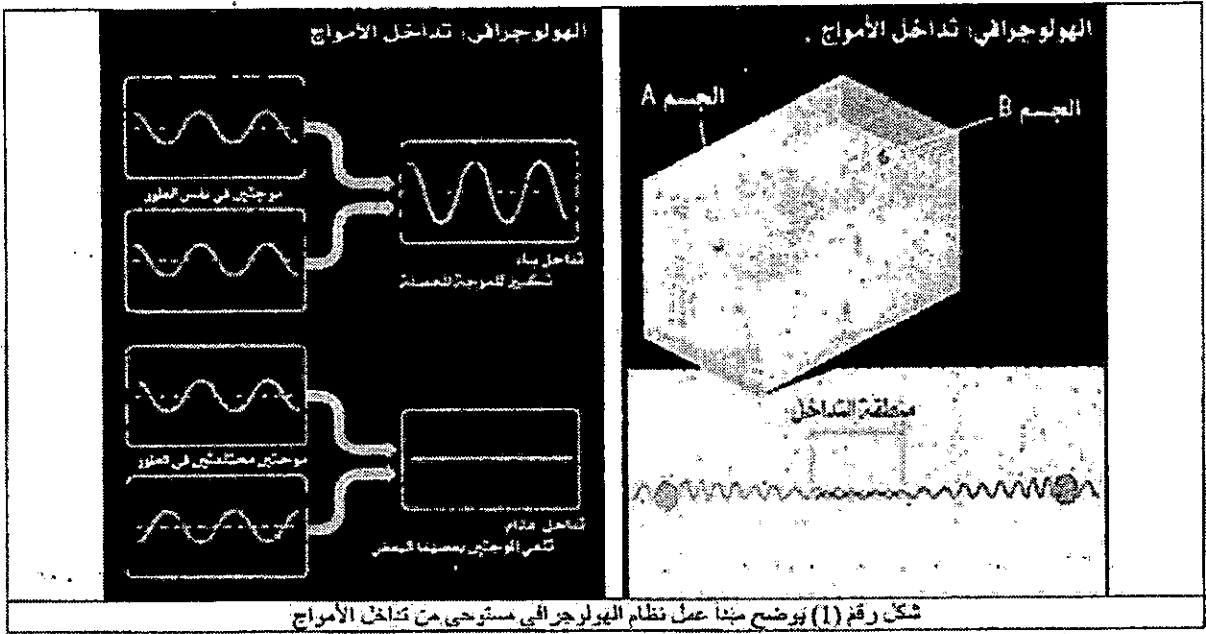 الهولوجرافي: تداخل الأمواج
موجتين في نفس الطور
تداخل بناء
تكبير للموجة المحصلة
موجتين مختلفتين في الطور
تداخل هدام
تلغي الموجتين بعضهما البعض
الهولوجرافي: تداخل الأمواج
الجسم A
الجسم B
منطقة التداخل
شكل رقم (1) يوضح مبدأ عمل نظام الهولوجرافي مستوحى من تداخل الأمواج